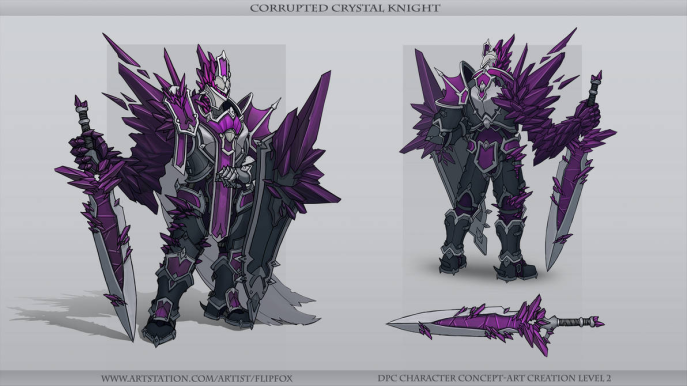 CORRUPTED CRYSTAL KNIGHT
WWW.ARTSTATION.COM/ARTIST/FLIPFOX
DPC CHARACTER CONCEPT-ART CREATION LEVEL 2